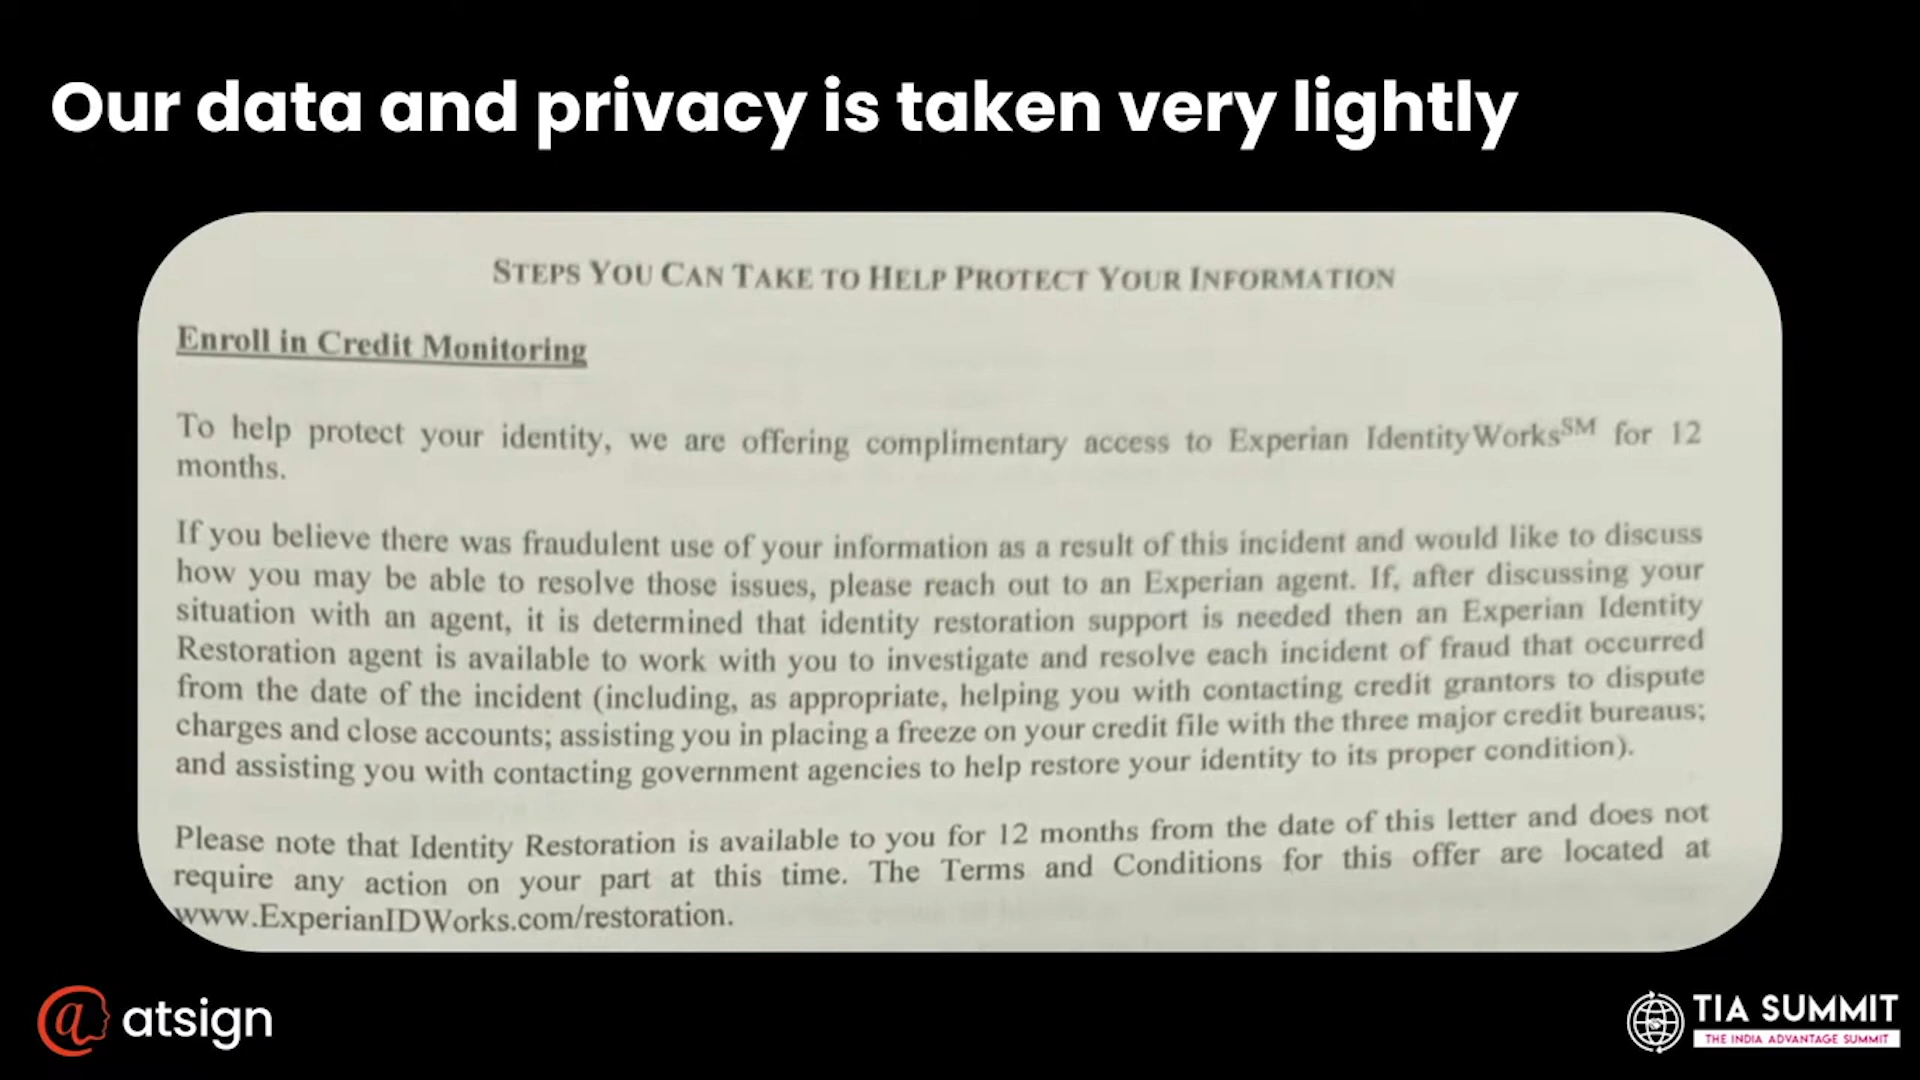 Our data and privacy is taken very lightly
STEPS YOU CAN TAKE TO HELP PROTECT YOUR INFORMATION
Enroll in Credit Monitoring
To help protect your identity, we are offering complimentary access to Experian IdentityWorksSM for 12
months.
If you believe there was fraudulent use of your information as a result of this incident and would like to discuss
how you may be able to resolve those issues, please reach out to an Experian agent. If, after discussing your
situation with an agent, it is determined that identity restoration support is needed then an Experian Identity
Restoration agent is available to work with you to investigate and resolve each incident of fraud that occurred
from the date of the incident (including, as appropriate, helping you with contacting credit grantors to dispute
charges and close accounts; assisting you in placing a freeze on your credit file with the three major credit bureaus;
and assisting you with contacting government agencies to help restore your identity to its proper condition).
Please note that Identity Restoration is available to you for 12 months from the date of this letter and does not
require any action on your part at this time. The Terms and Conditions for this offer are located at
www.ExperianIDWorks.com/restoration.
@ atsign
TIA SUMMIT
THE INDIA ADVANTAGE SUMMIT